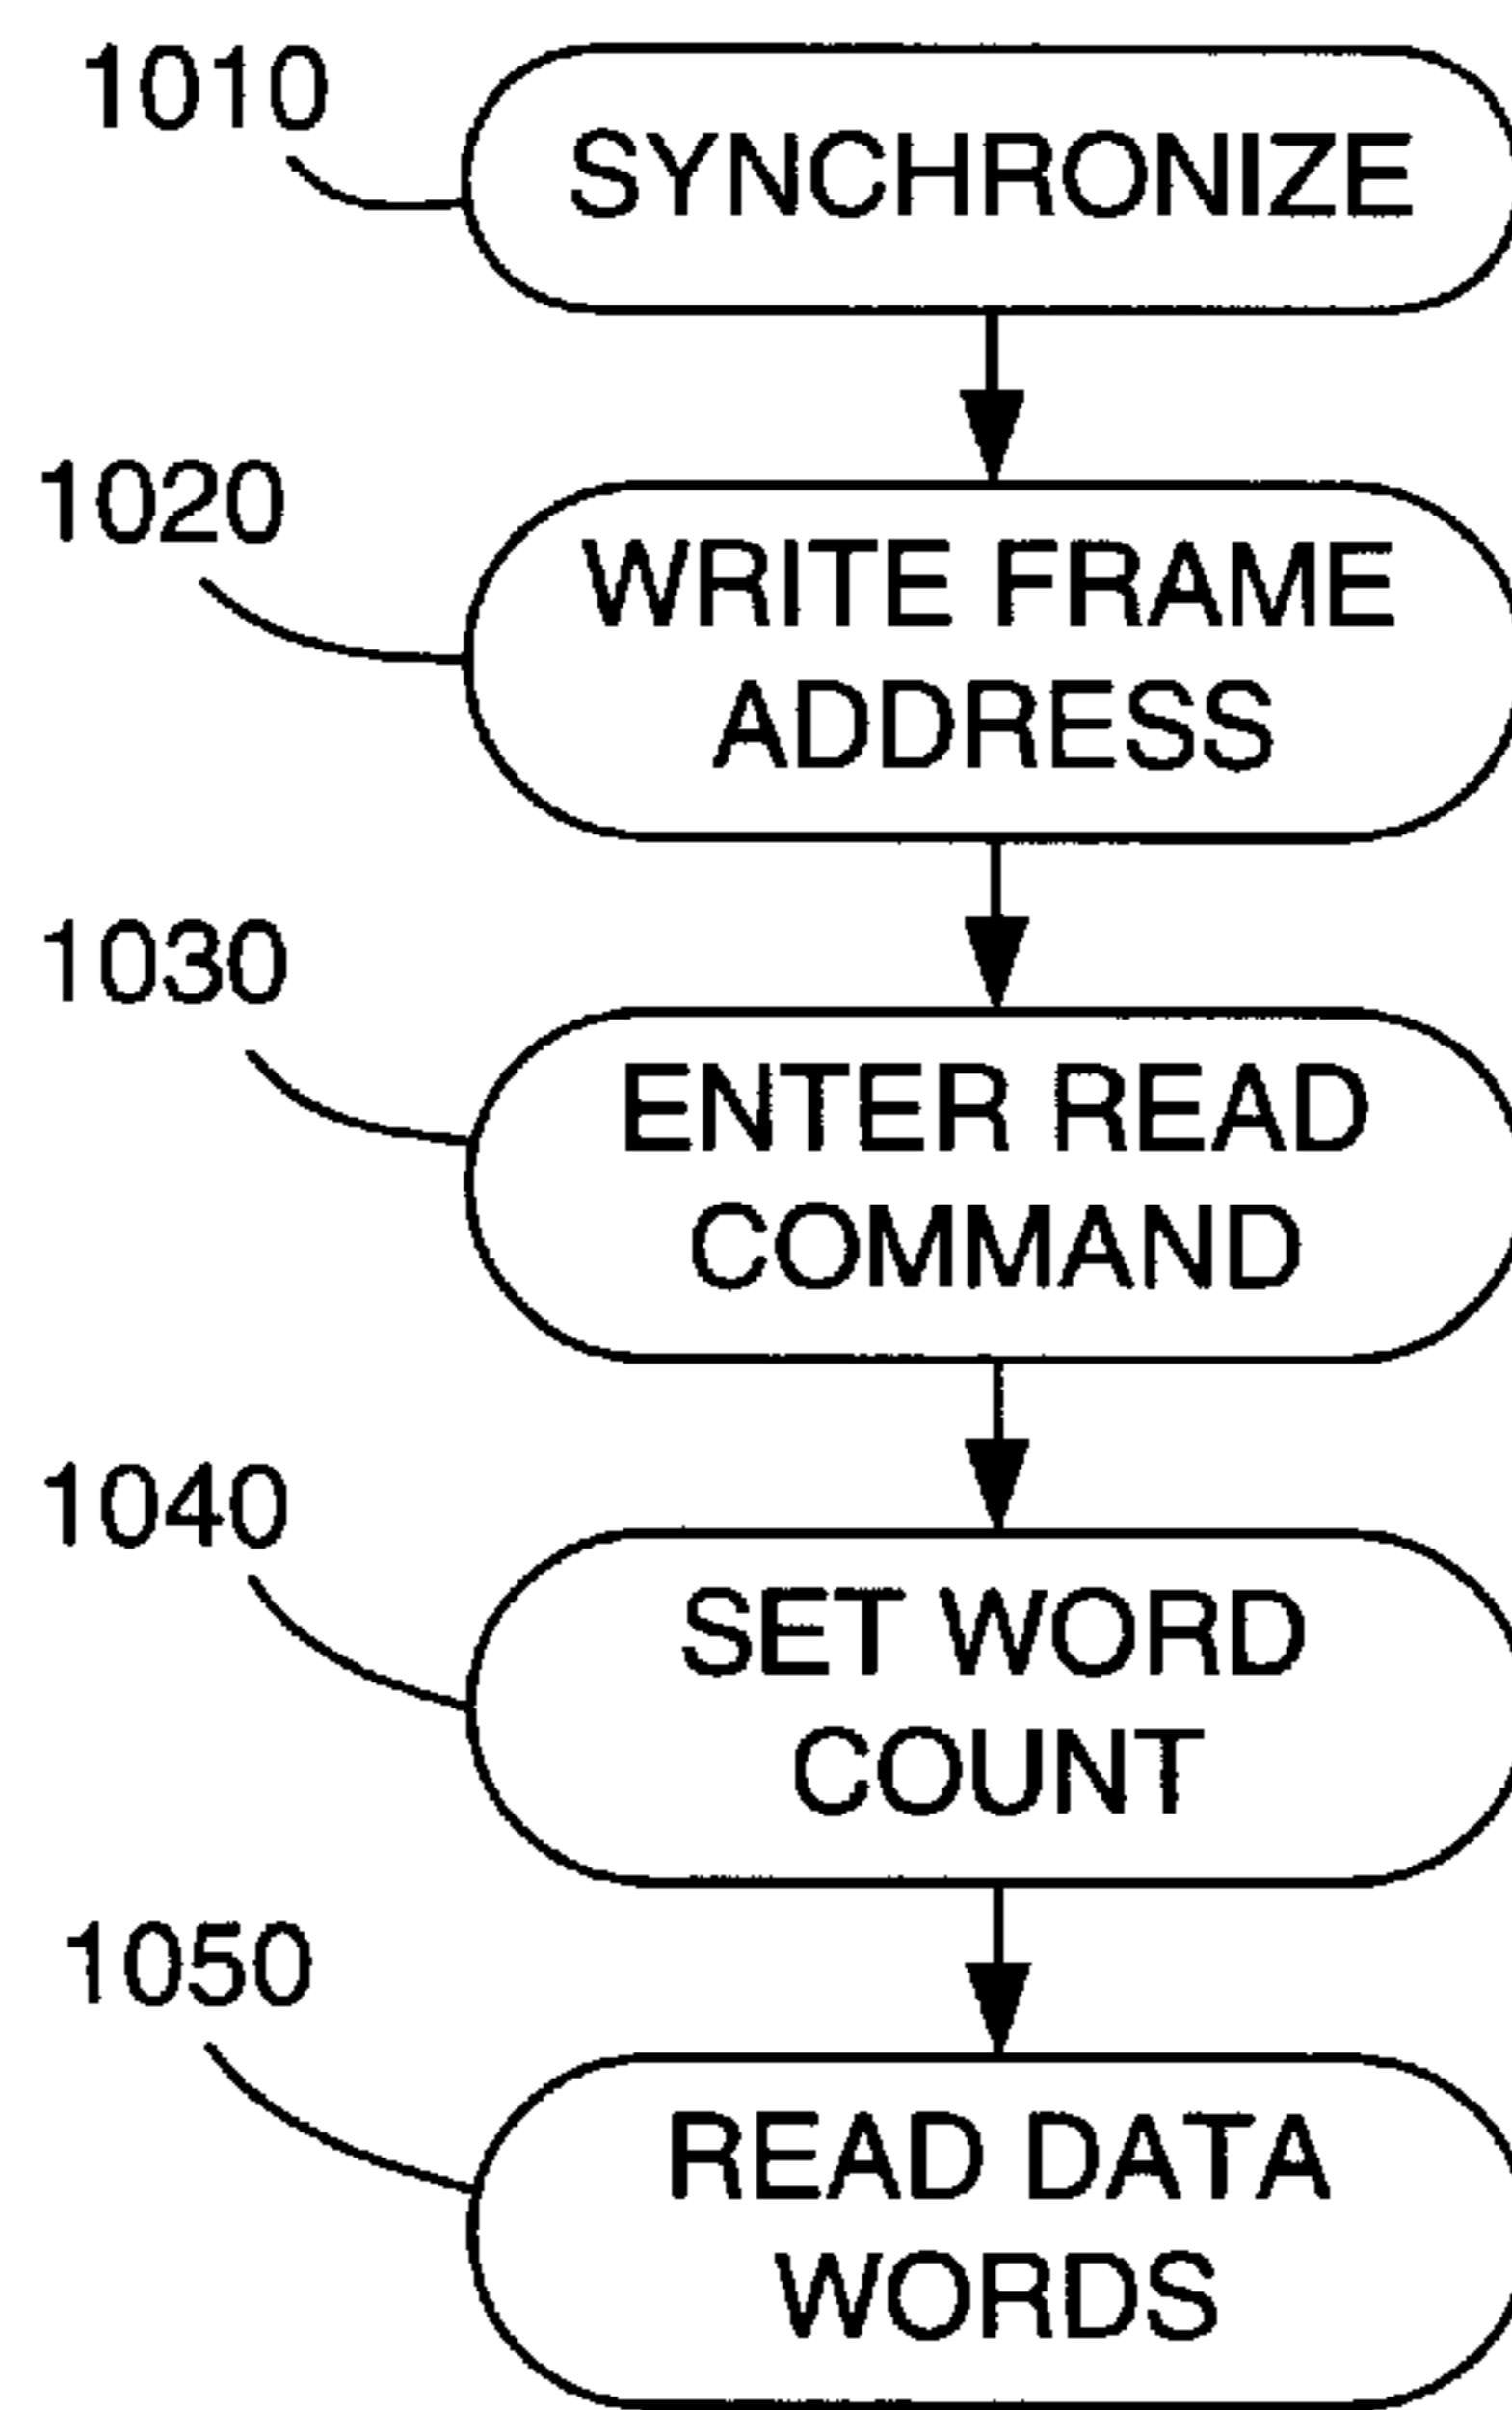 1010
SYNCHRONIZE
1020
WRITE FRAME
ADDRESS
1030
ENTER READ
COMMAND
1040
SET WORD
COUNT
1050
READ DATA
WORDS